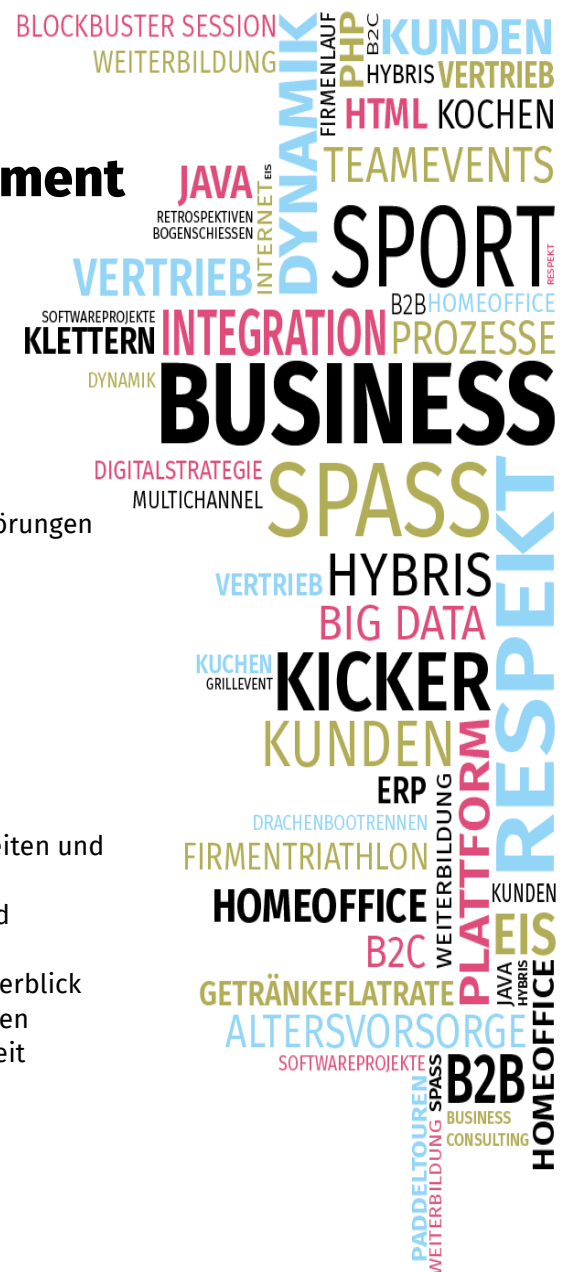 BLOCKBUSTER SESSION
WEITERBILDUNG
DYNAMIK
FIRMENLAUF
PHP
B2C
KUNDEN
HYBRIS
VERTRIEB
HTML
KOCHEN
TEAMEVENTS
ment
JAVA
EIS
RETROSPEKTIVEN
BOGENSCHIESSEN
INTERNET
SPORT
RESPEKT
VERTRIEB
B2B
HOMEOFFICE
SOFTWAREPROJEKTE
KLETTERN
INTEGRATION
PROZESSE
DYNAMIK
BUSINESS
DIGITALSTRATEGIE
MULTICHANNEL
SPASS
RESPEKT
örungen
VERTRIEB
HYBRIS
BIG DATA
KUCHEN
GRILLEVENT
KICKER
KUNDEN
PLATTFORM
ERP
WEITERBILDUNG
DRACHENBOOTRENNEN
eiten und
FIRMENTRIATHLON
KUNDEN
HOMEOFFICE
d
EIS
B2C
JAVA
HYBRIS
HOMEOFFICE
erblick
GETRÄNKEFLATRATE
en
ALTERSVORSORGE
eit
SOFTWAREPROJEKTE
SPASS
B2B
PADDELTOUREN
WEITERBILDUNG
BUSINESS
CONSULTING